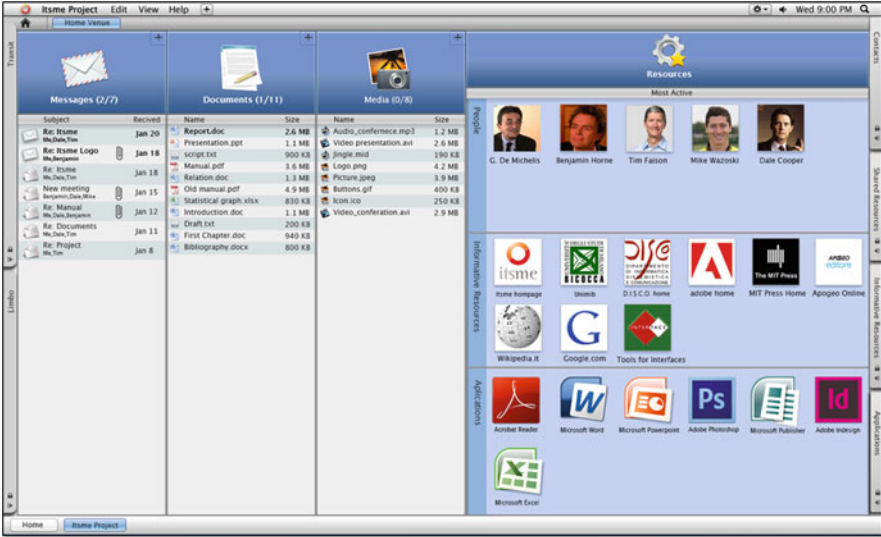 Itsme Project Edit View Help + Wed 9:00 PM
Home Venue
Transit
Limbo
Messages (2/7)
Subject Recived
Re: Itsme Jan 20
Me,Dale,Tim
Re: Itsme Logo Jan 18
Me,Benjamin
Re: Itsme Jan 18
Me,Dale,Tim
New meeting Jan 15
Benjamin,Dale,Mike
Re: Manual Jan 12
Me,Dale,Benjamin
Re: Documents Jan 11
Me,Dale,Tim
Re: Project Jan 8
Me,Tim
Documents (1/11)
Name Size
Report.doc 2.6 MB
Presentation.ppt 1.1 MB
script.txt 900 KB
Manual.pdf 3.6 MB
Relation.doc 1.3 MB
Old manual.pdf 4.9 MB
Statistical graph.xlsx 830 KB
Introduction.doc 1.1 MB
Draft.txt 200 KB
First Chapter.doc 940 KB
Bibliography.docx 800 KB
Media (0/8)
Name Size
Audio_confernece.mp3 1.2 MB
Video presentation.avi 2.6 MB
Jingle.mid 190 KB
Logo.png 4.2 MB
Picture.jpeg 3.9 MB
Buttons.gif 400 KB
Icon.ico 250 KB
Video_conferation.avi 2.9 MB
Resources
Most Active
People
G. De Michelis Benjamin Horne Tim Faison Mike Wazoski Dale Cooper
Informative Resources
itsme
BICOCCA
DISCO
The MIT Press
APOGEO
editore
Itsme hompage Unimib D.I.S.C.O. home adobe home MIT Press Home Apogeo Online
G
INTERFACE
Wikipedia.it Google.com Tools for Interfaces
Aplications
W
Ps
Id
Acrobat Reader Microsoft Word Microsoft Powerpoint Adobe Photoshop Microsoft Publisher Adobe Indesign
Microsoft Excel
Contacts
Shared Resources
Informative Resources
Applications
Home Itsme Project